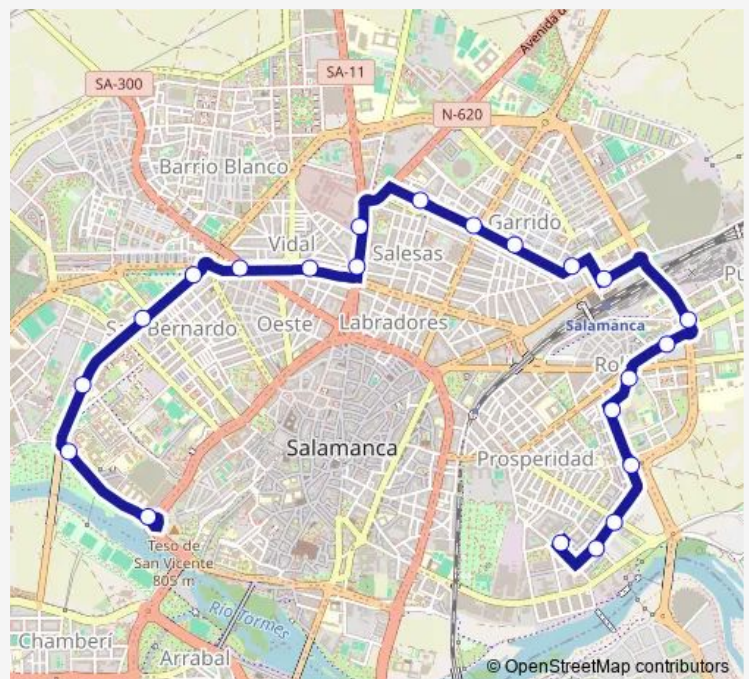 Avenida d
SA-11
SA-300
N-620
Barrio Blanco
Garrido
Vidal
Salesas
Pu
Bernardo
Oeste
Labradores
Salamanca
Rol
Salamanca
Prosperidad
Teso de
San Vicente
805 m
Río Tormes
Chamberí
Arrabal
© OpenStreetMap contributors